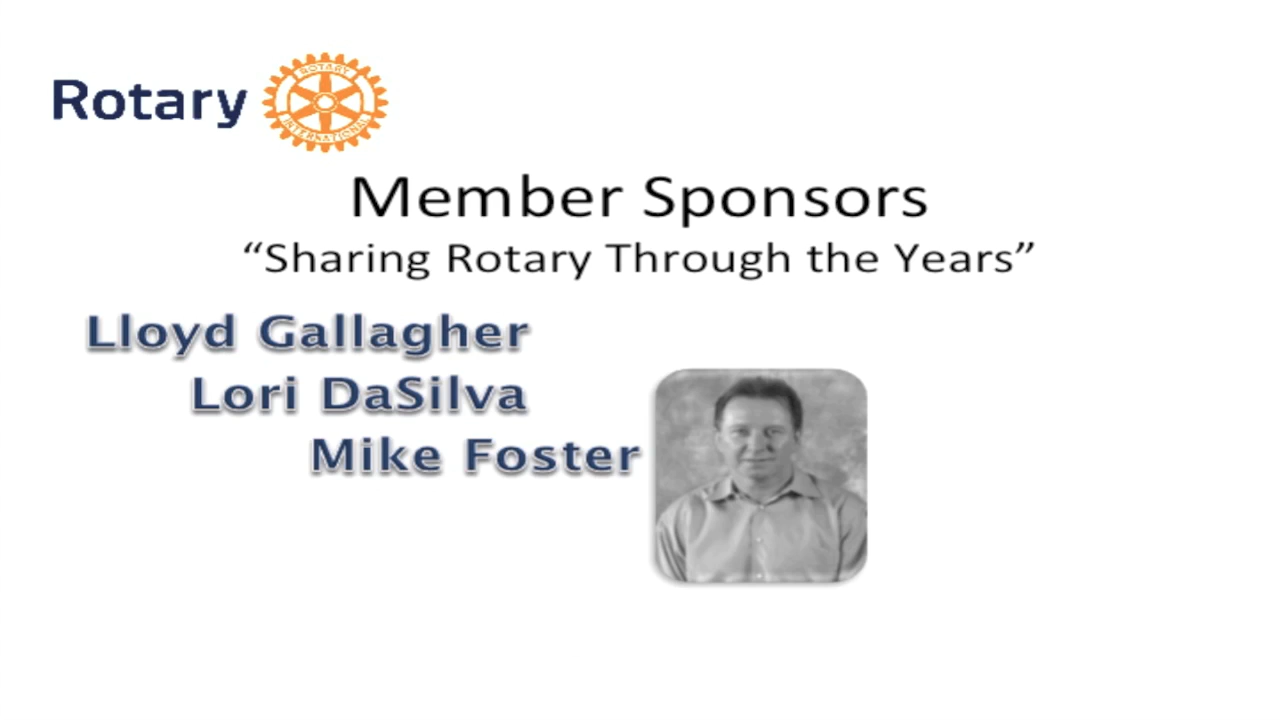 Rotary
ROTARY
INTERNATIONAL
Member Sponsors
“Sharing Rotary Through the Years”
Lloyd Gallagher
Lori DaSilva
Mike Foster